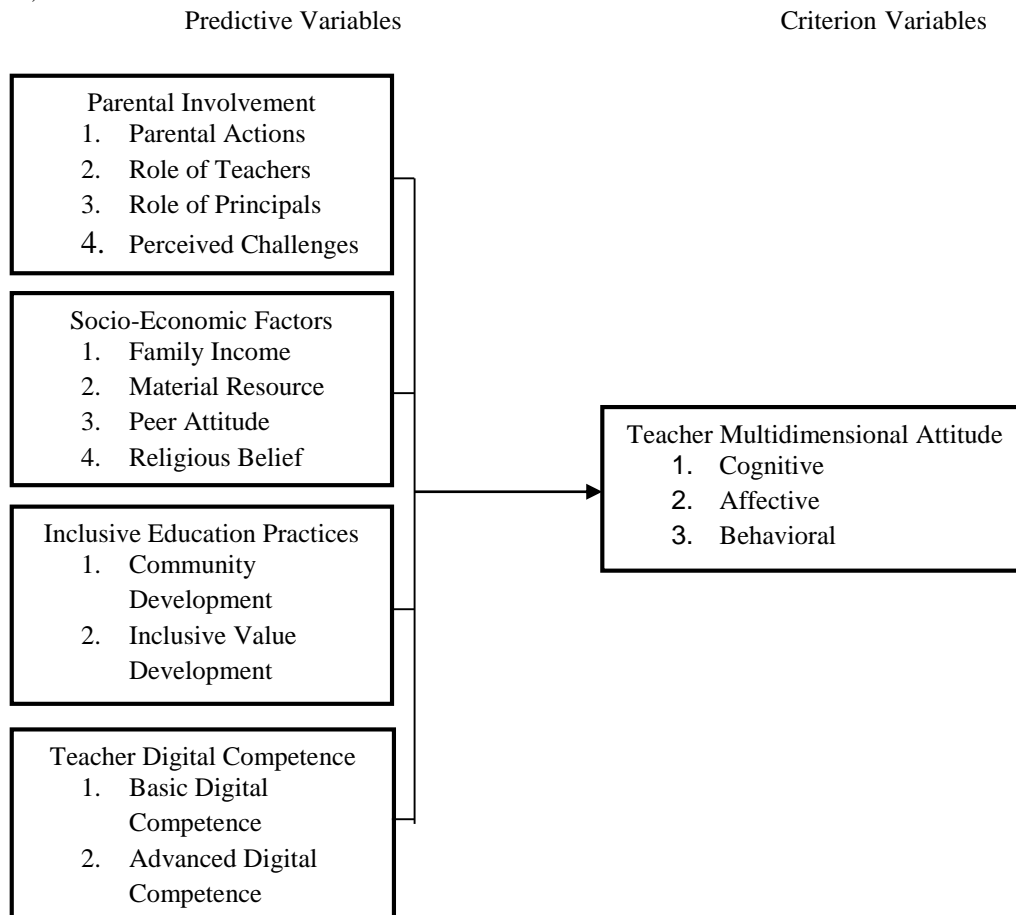 Predictive Variables
Criterion Variables
Parental Involvement
1. Parental Actions
2. Role of Teachers
3. Role of Principals
4. Perceived Challenges
Socio-Economic Factors
1. Family Income
2. Material Resource
3. Peer Attitude
4. Religious Belief
Inclusive Education Practices
1. Community
Development
2. Inclusive Value
Development
Teacher Digital Competence
1. Basic Digital
Competence
2. Advanced Digital
Competence
Teacher Multidimensional Attitude
1. Cognitive
2. Affective
3. Behavioral